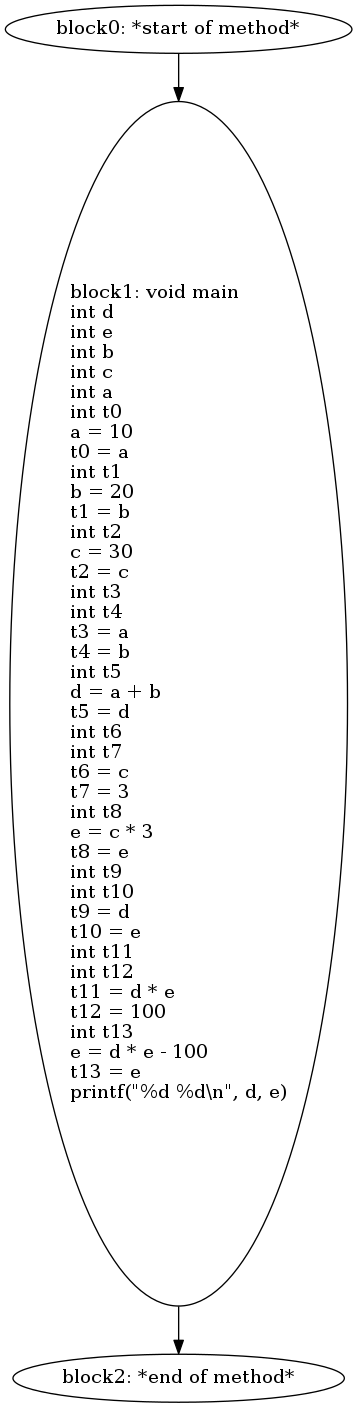 block0: *start of method*
block1: void main
int d
int e
int b
int c
int a
int t0
a = 10
t0 = a
int t1
b = 20
t1 = b
int t2
c = 30
t2 = c
int t3
int t4
t3 = a
t4 = b
int t5
d = a + b
t5 = d
int t6
int t7
t6 = c
t7 = 3
int t8
e = c * 3
t8 = e
int t9
int t10
t9 = d
t10 = e
int t11
int t12
t11 = d * e
t12 = 100
int t13
e = d * e - 100
t13 = e
printf("%d %d\n", d, e)
block2: *end of method*